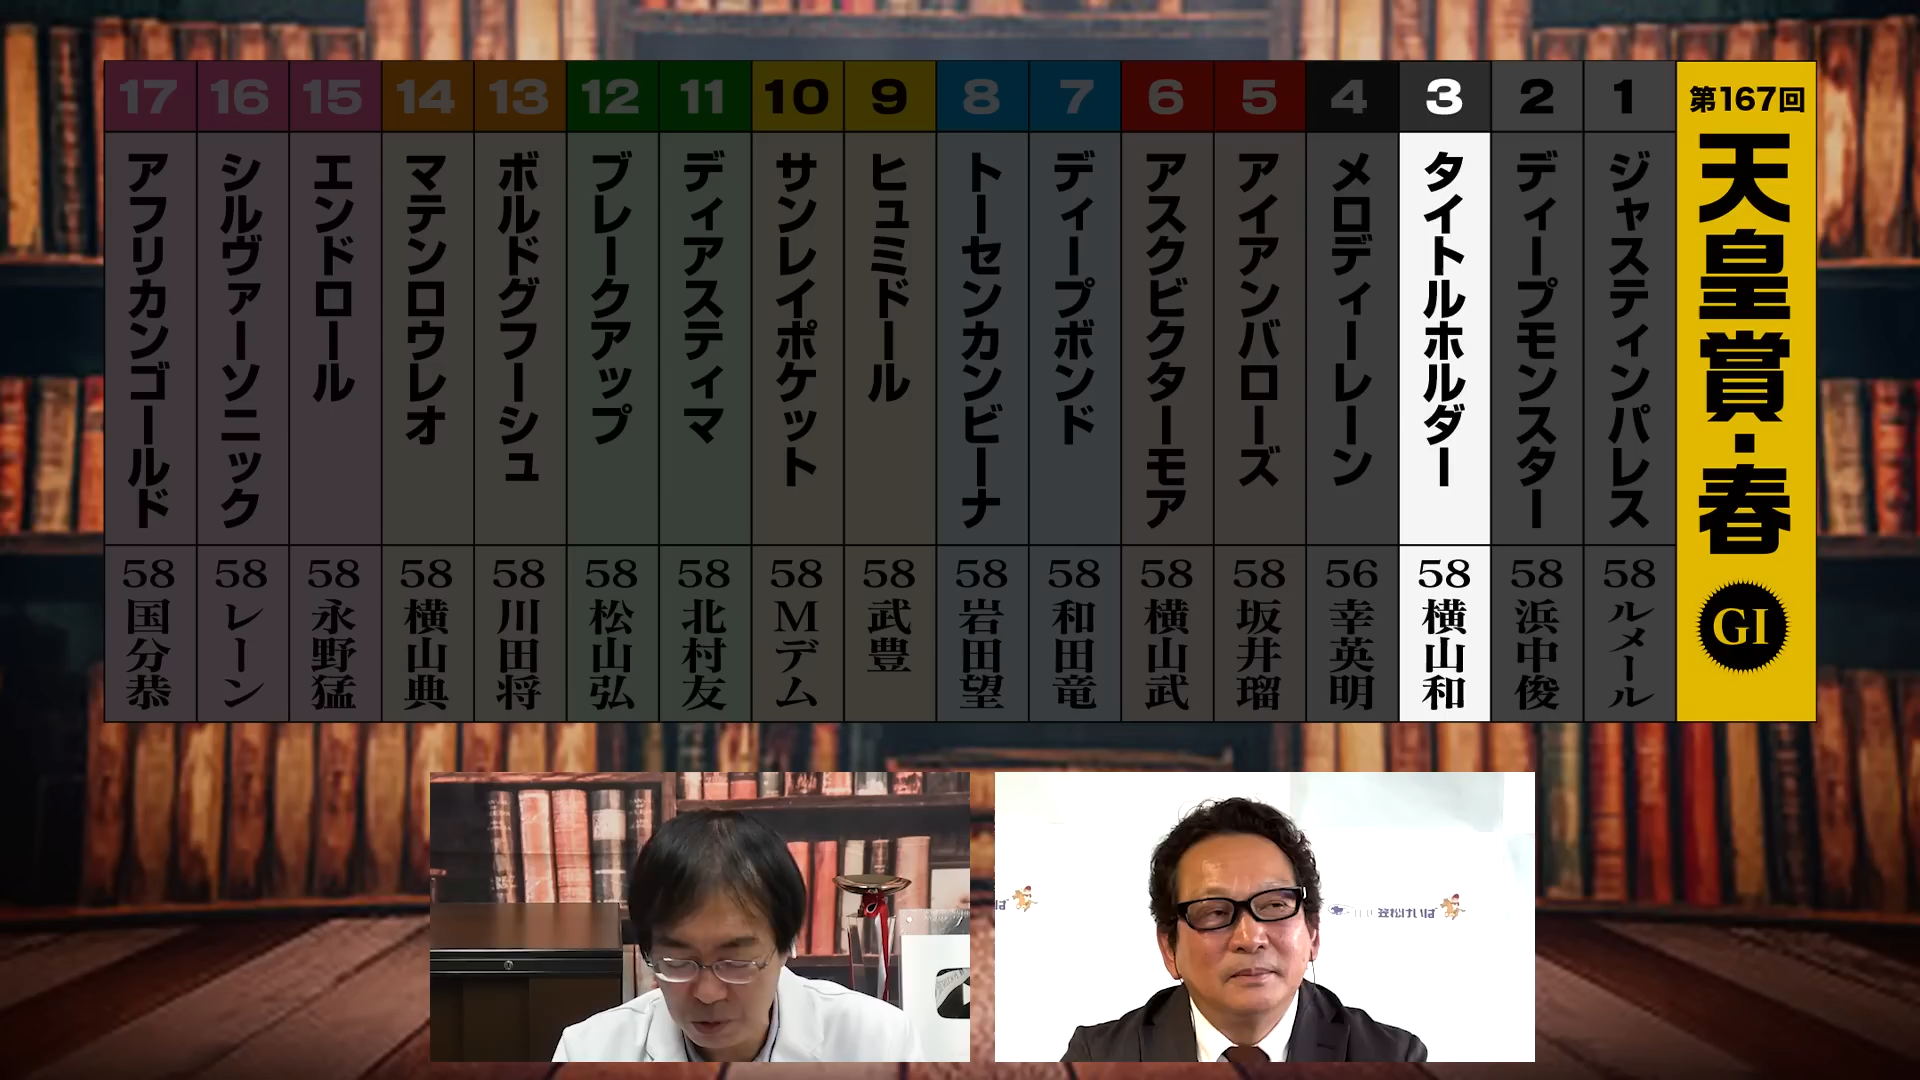 第167回
天皇賞・春
GI
1
ジャスティンパレス
58
ルメール
2
ディープモンスター
58
浜中俊
3
タイトルホルダー
58
横山和
4
メロディーレーン
56
幸英明
5
アイアンバローズ
58
坂井瑠
6
アスクビクターモア
58
横山武
7
ディープボンド
58
和田竜
8
トーセンカンビーナ
58
岩田望
9
ヒュミドール
58
武豊
10
サンレイポケット
58
Mデム
11
ディアスティマ
58
北村友
12
ブレークアップ
58
松山弘
13
ボルドグフーシュ
58
川田将
14
マテンロウレオ
58
横山典
15
エンドロール
58
永野猛
16
シルヴァーソニック
58
レーン
17
アフリカンゴールド
58
国分恭
笠松けいば